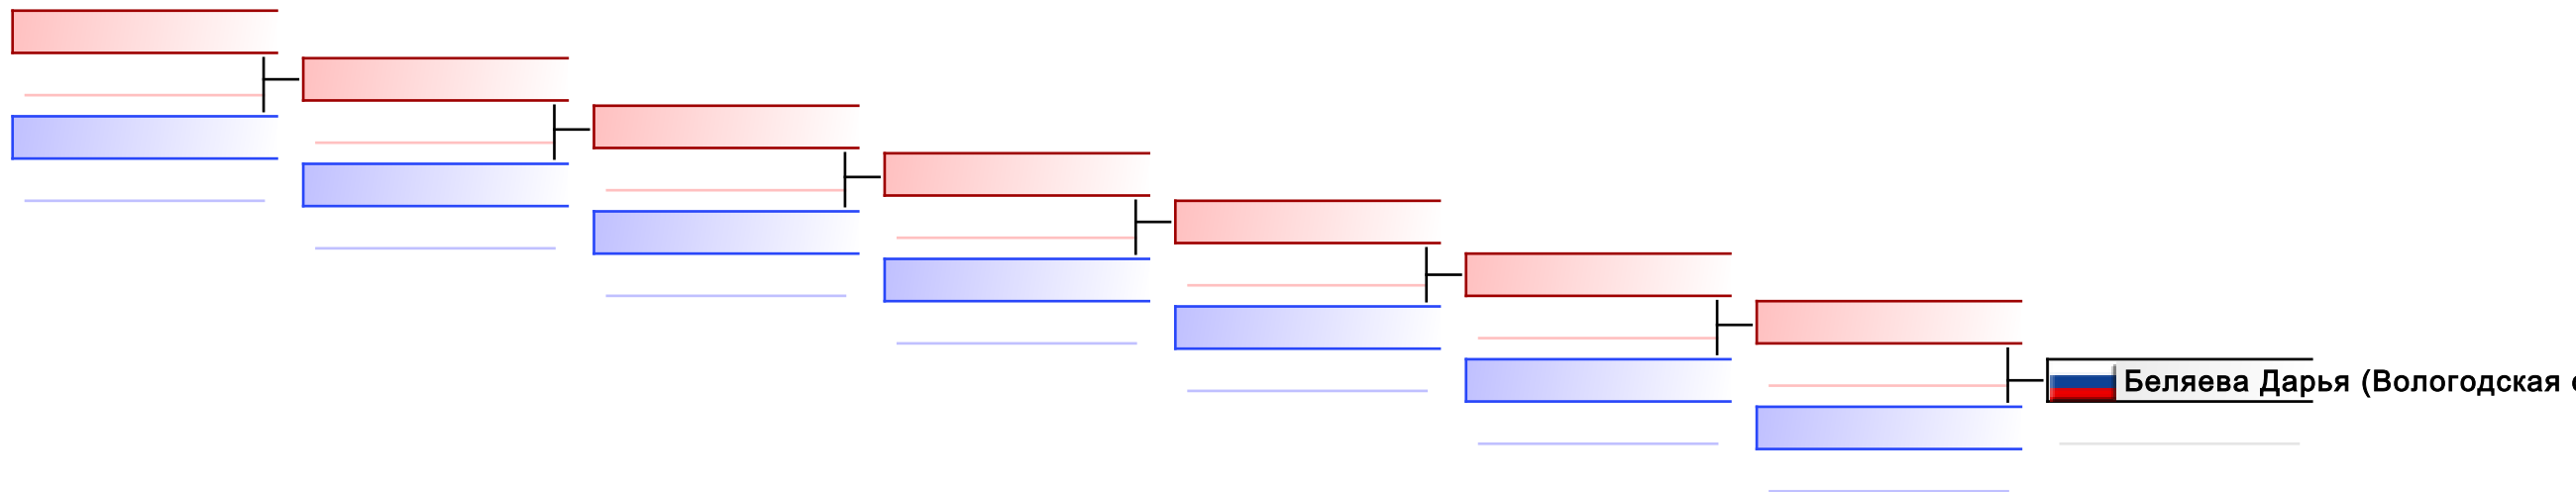 Беляева Дарья (Вологодская